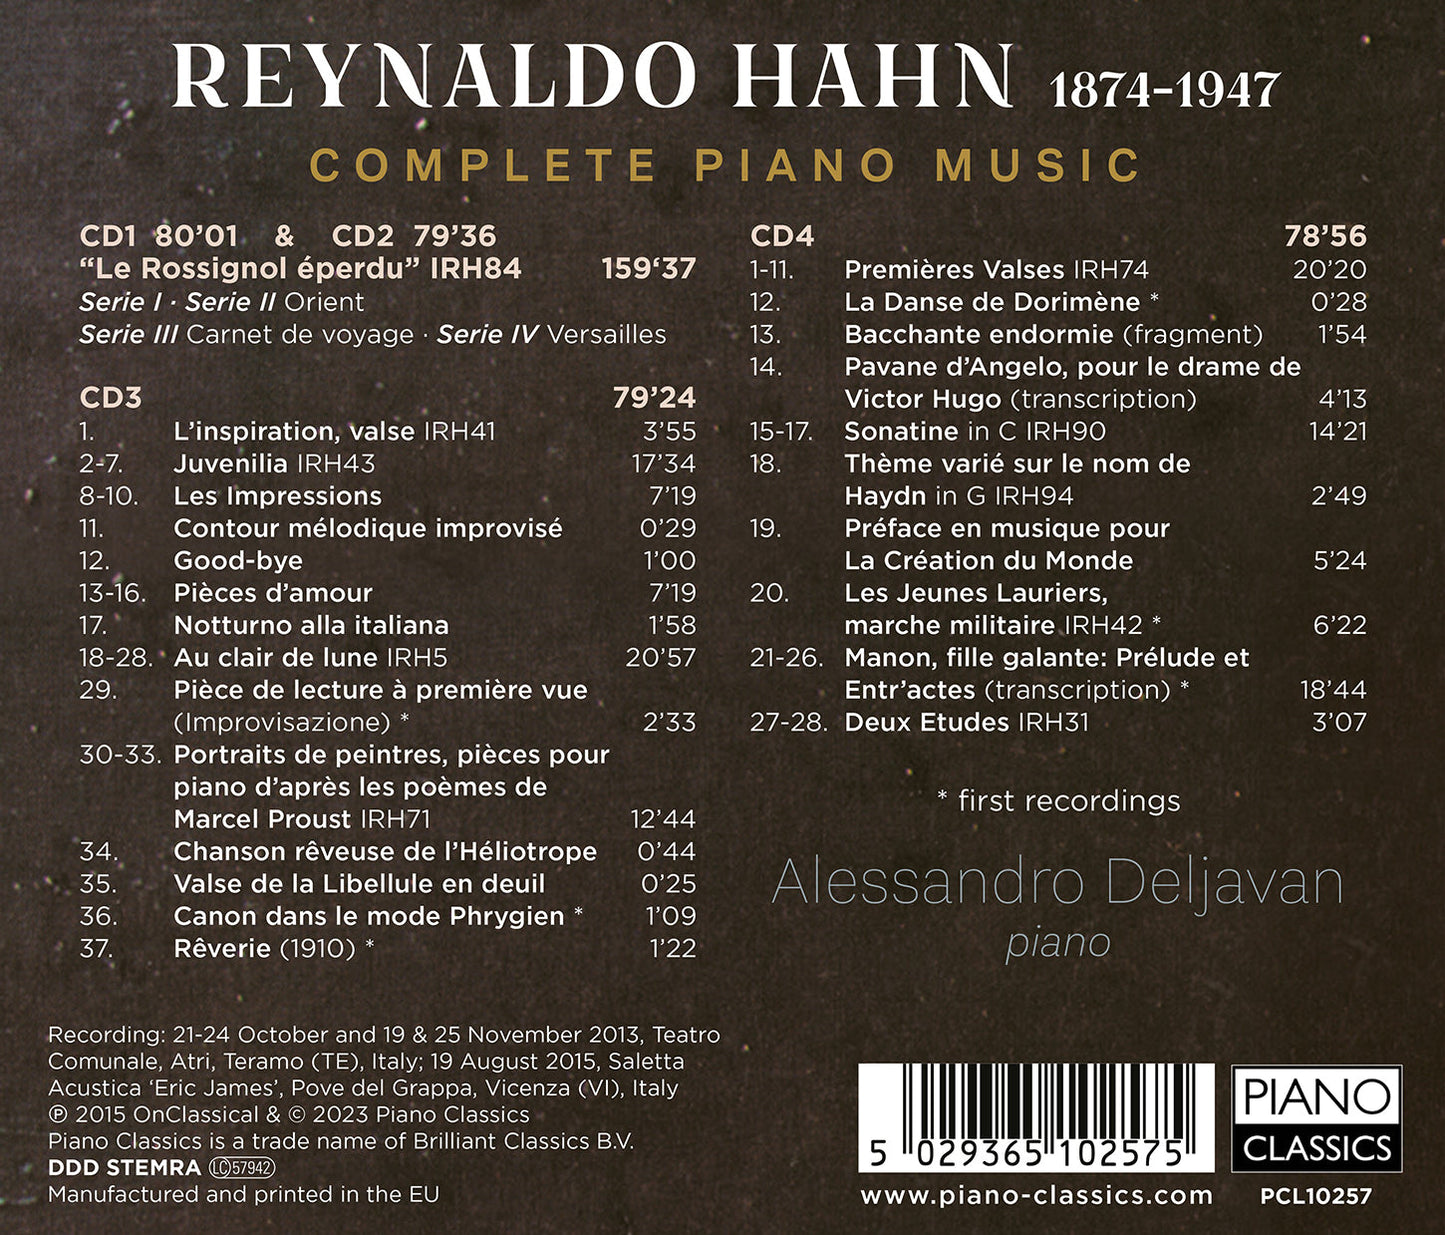 REYNALDO HAHN 1874-1947
COMPLETE PIANO MUSIC
CD1 80’01 & CD2 79’36
“Le Rossignol éperdu” IRH84 159‘37
Serie I · Serie II Orient
Serie III Carnet de voyage · Serie IV Versailles
CD3 79’24
1. L’inspiration, valse IRH41 3’55
2-7. Juvenilia IRH43 17’34
8-10. Les Impressions 7’19
11. Contour mélodique improvisé 0’29
12. Good-bye 1’00
13-16. Pièces d’amour 7’19
17. Notturno alla italiana 1’58
18-28. Au clair de lune IRH5 20’57
29. Pièce de lecture à première vue
(Improvisazione) * 2’33
30-33. Portraits de peintres, pièces pour
piano d’après les poèmes de
Marcel Proust IRH71 12’44
34. Chanson rêveuse de l’Héliotrope 0’44
35. Valse de la Libellule en deuil 0’25
36. Canon dans le mode Phrygien * 1’09
37. Rêverie (1910) * 1’22
CD4 78’56
1-11. Premières Valses IRH74 20’20
12. La Danse de Dorimène * 0’28
13. Bacchante endormie (fragment) 1’54
14. Pavane d’Angelo, pour le drame de
Victor Hugo (transcription) 4’13
15-17. Sonatine in C IRH90 14’21
18. Thème varié sur le nom de
Haydn in G IRH94 2’49
19. Préface en musique pour
La Création du Monde 5’24
20. Les Jeunes Lauriers,
marche militaire IRH42 * 6’22
21-26. Manon, fille galante: Prélude et
Entr’actes (transcription) * 18’44
27-28. Deux Etudes IRH31 3’07
* first recordings
Alessandro Deljavan
piano
Recording: 21-24 October and 19 & 25 November 2013, Teatro
Comunale, Atri, Teramo (TE), Italy; 19 August 2015, Saletta
Acustica ‘Eric James’, Pove del Grappa, Vicenza (VI), Italy
℗ 2015 OnClassical & © 2023 Piano Classics
Piano Classics is a trade name of Brilliant Classics B.V.
DDD STEMRA LC 57942
Manufactured and printed in the EU
5 029365 102575
www.piano-classics.com
PIANO
CLASSICS
PCL10257